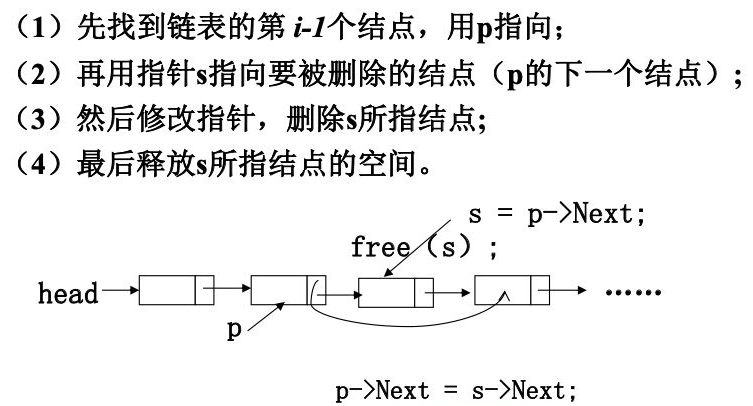 （1）先找到链表的第 i-1个结点，用p指向；
（2）再用指针s指向要被删除的结点（p的下一个结点）；
（3）然后修改指针，删除s所指结点；
（4）最后释放s所指结点的空间。
s = p->Next;
free（s）;
head
......
p
p->Next = s->Next;